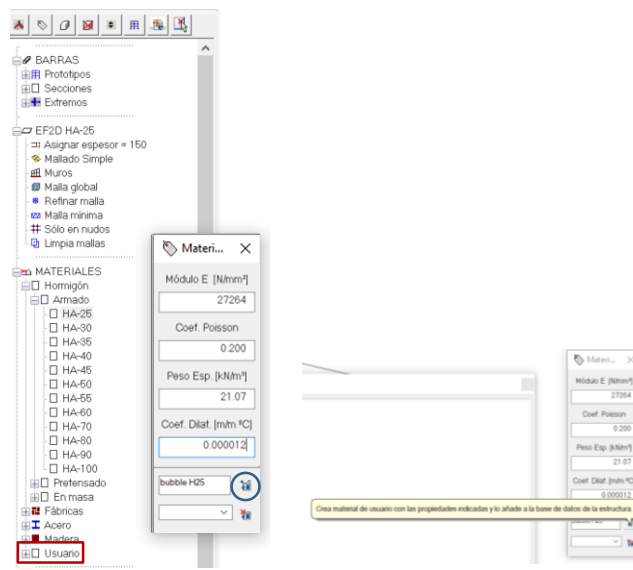 BARRAS
Prototipos
Secciones
Extremos
EF2D HA-25
Asignar espesor = 150
Mallado Simple
Muros
Malla global
Refinar malla
Malla mínima
Sólo en nudos
Limpia mallas
MATERIALES
Hormigón
Armado
HA-25
HA-30
HA-35
HA-40
HA-45
HA-50
HA-55
HA-60
HA-70
HA-80
HA-90
HA-100
Pretensado
En masa
Fábricas
Acero
Madera
Usuario
Materi...
Módulo E [N/mm²]
27264
Coef. Poisson
0.200
Peso Esp. [kN/m³]
21.07
Coef. Dilat. [m/m ºC]
0.000012
bubble H25
Materi...
Módulo E [N/mm²]
27264
Coef. Poisson
0.200
Peso Esp. [kN/m³]
21.07
Coef. Dilat. [m/m ºC]
0.000012
Crea material de usuario con las propiedades indicadas y lo añade a la base de datos de la estructura.